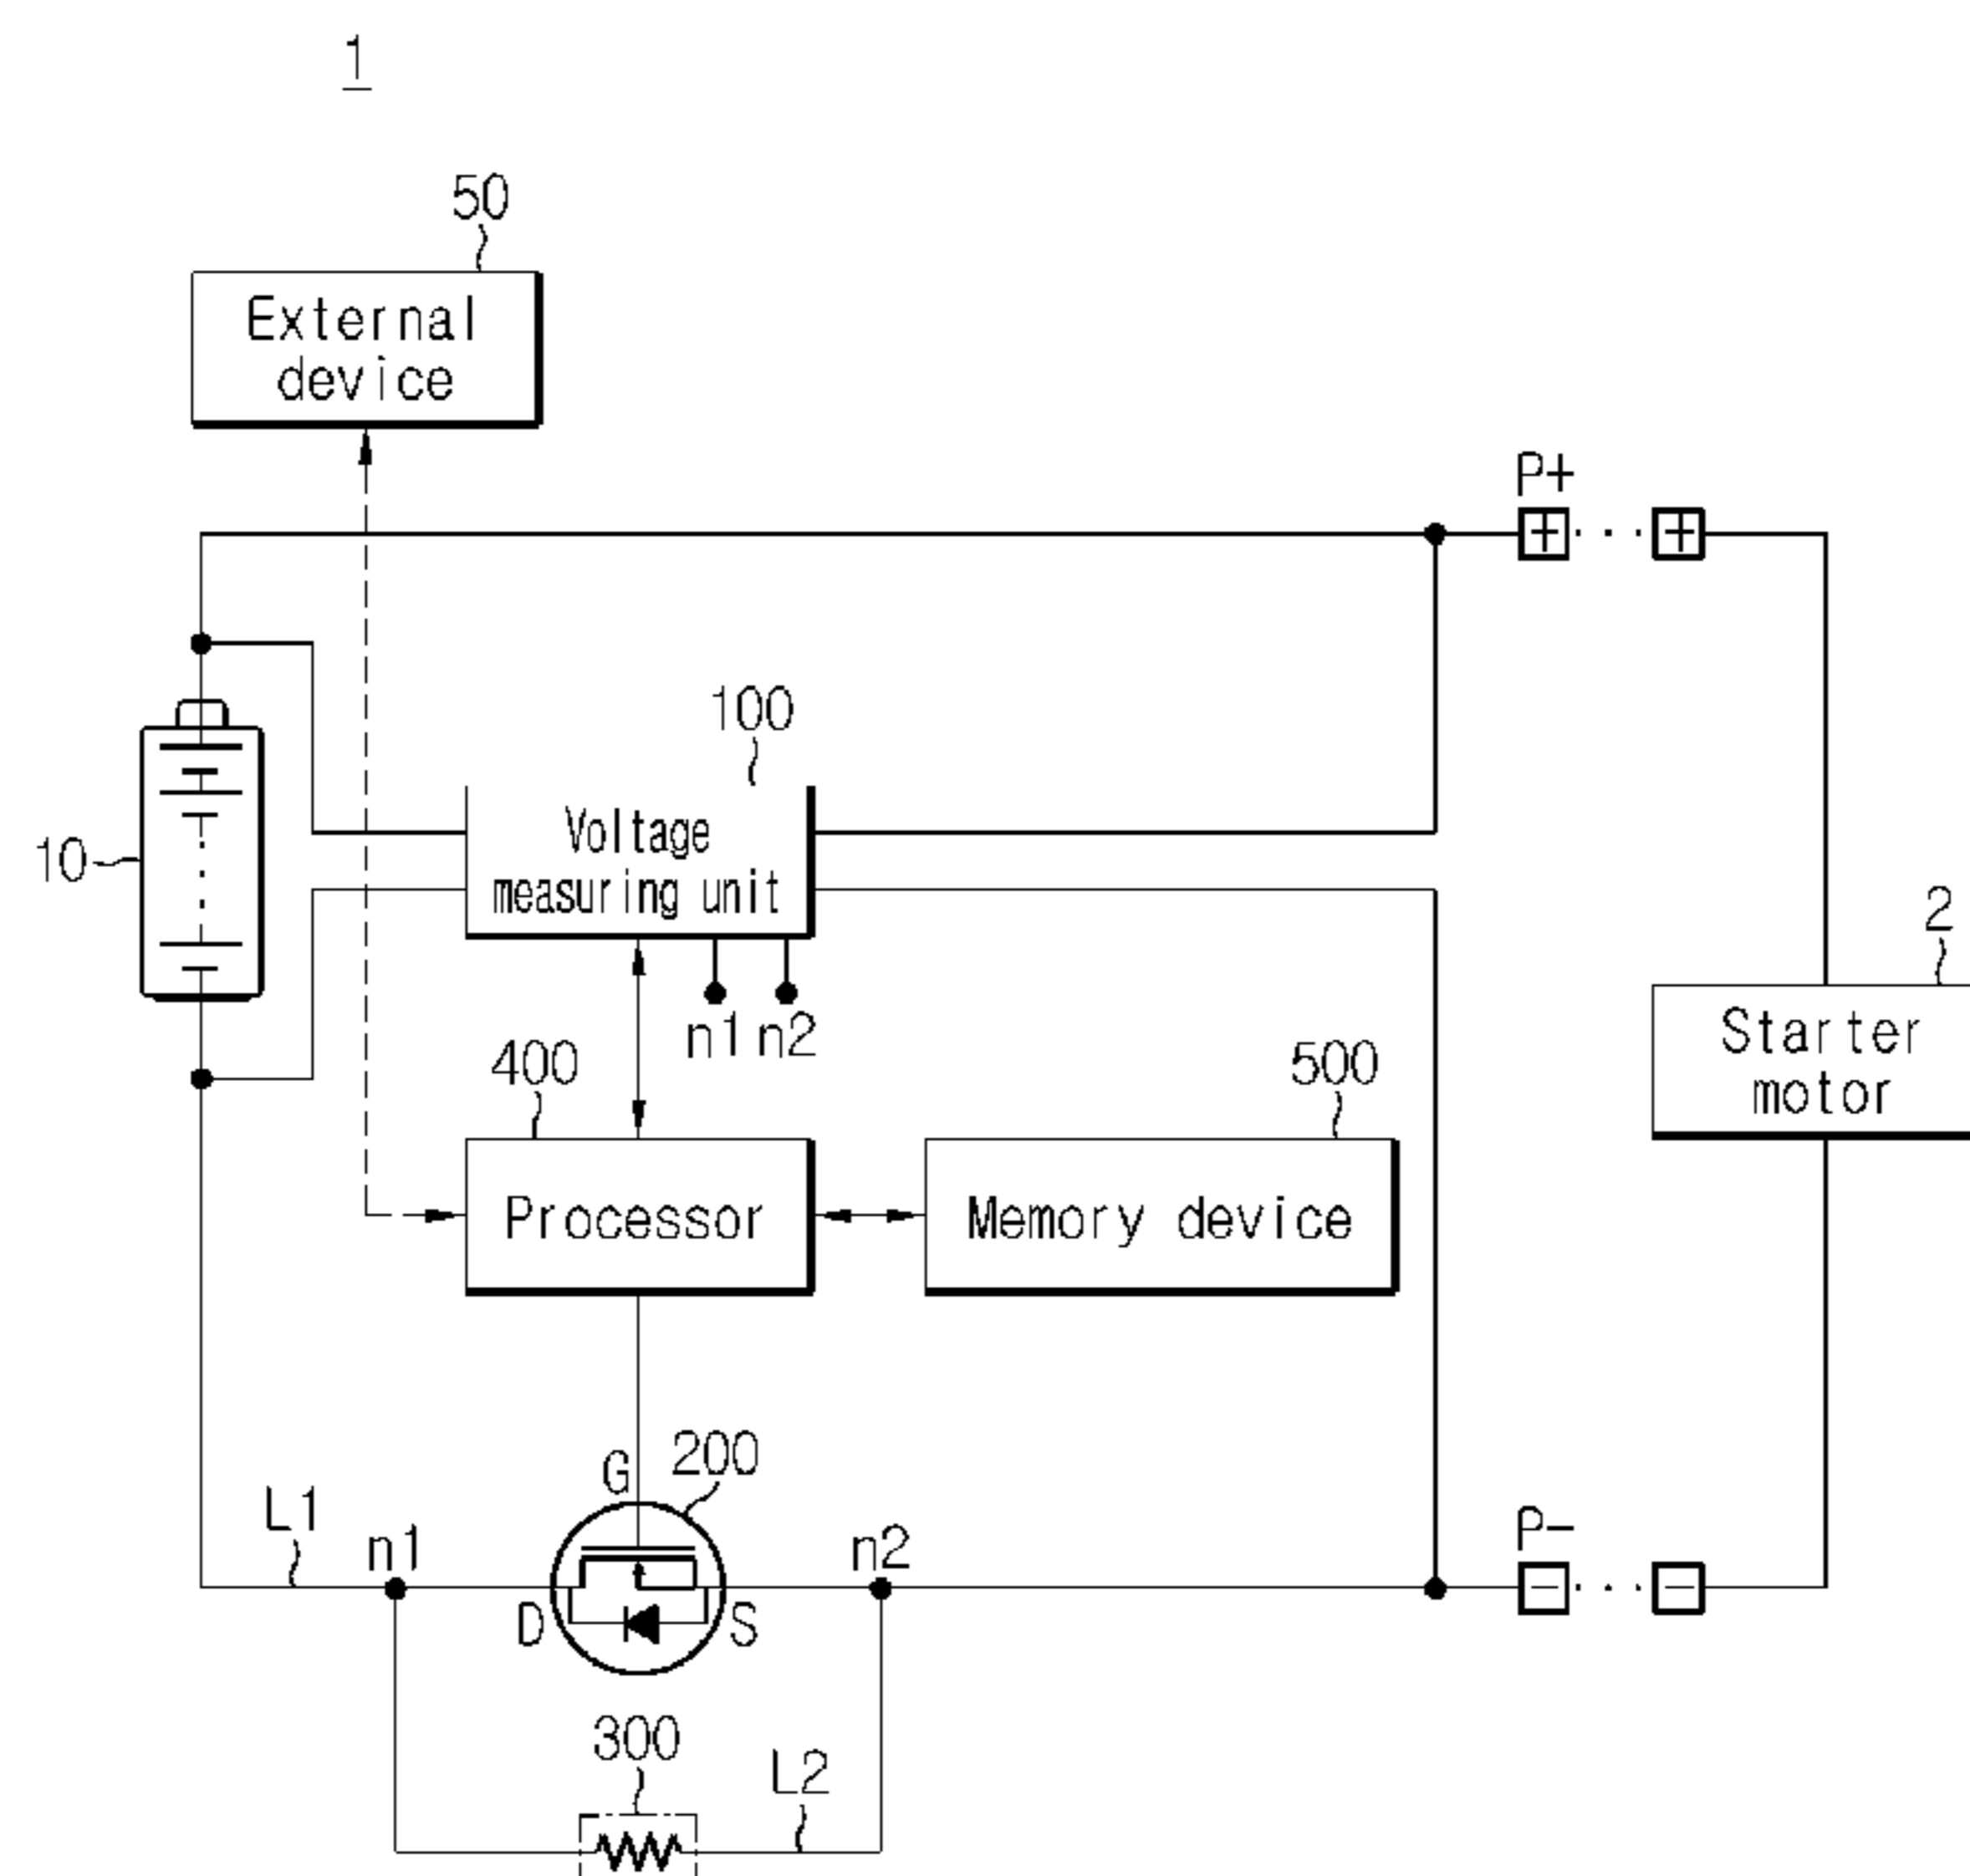 1
50
External
device
P+
+ · · · +
100
Voltage
measuring unit
10
2
n1 n2
Starter
motor
400
500
Processor
Memory device
G
200
L1
n1
n2
P-
D
S
− · · · −
300
L2